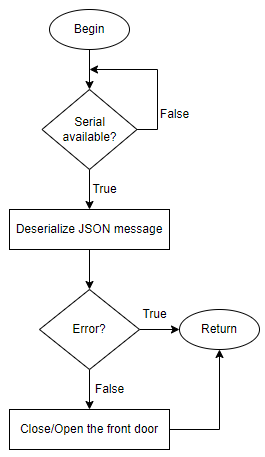 Begin
Serial
available?
False
True
Deserialize JSON message
True
Error?
Return
False
Close/Open the front door